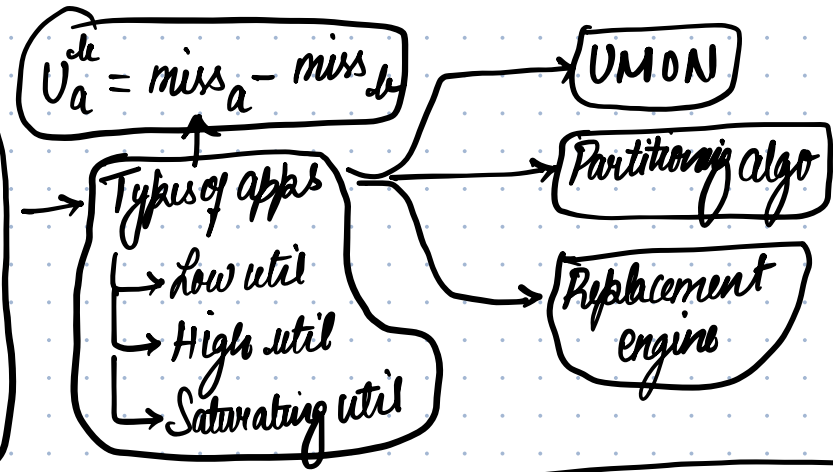 U_a^b = miss_a - miss_b
Types of apps
Low util
High util
Saturating util
UMON
Partitioning algo
Replacement
engine